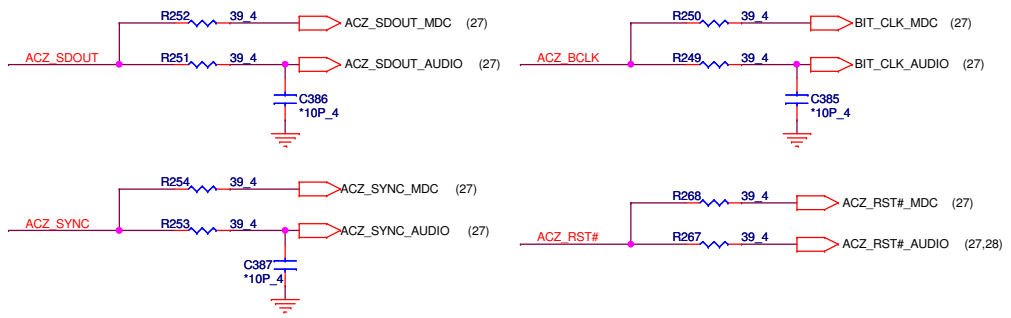 R252 39_4 ACZ_SDOUT_MDC (27)
ACZ_SDOUT R251 39_4 ACZ_SDOUT_AUDIO (27)
C386
*10P_4
R250 39_4 BIT_CLK_MDC (27)
ACZ_BCLK R249 39_4 BIT_CLK_AUDIO (27)
C385
*10P_4
R254 39_4 ACZ_SYNC_MDC (27)
ACZ_SYNC R253 39_4 ACZ_SYNC_AUDIO (27)
C387
*10P_4
R268 39_4 ACZ_RST#_MDC (27)
ACZ_RST# R267 39_4 ACZ_RST#_AUDIO (27,28)